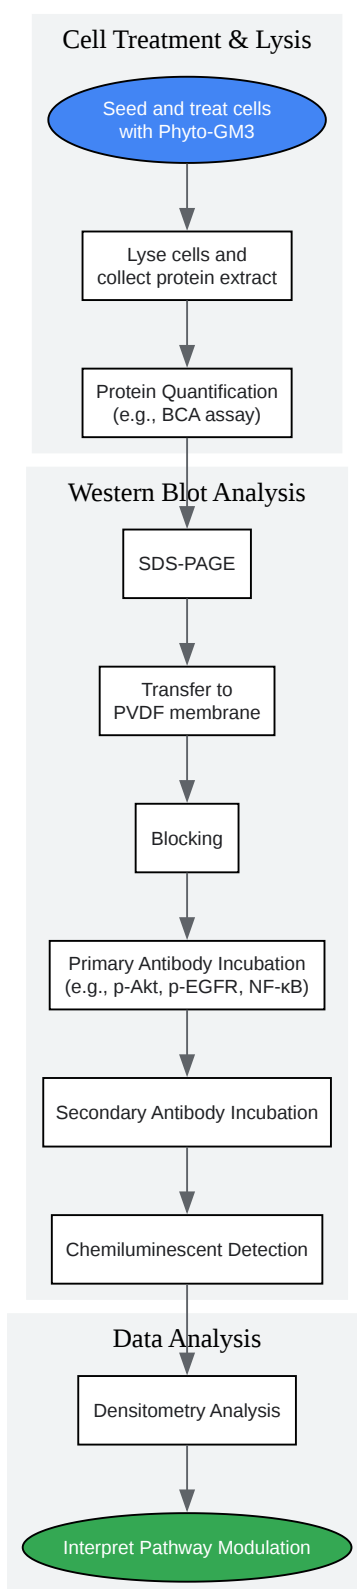 Cell Treatment & Lysis
Seed and treat cells
with Phyto-GM3
Lyse cells and
collect protein extract
Protein Quantification
(e.g., BCA assay)
Western Blot Analysis
SDS-PAGE
Transfer to
PVDF membrane
Blocking
Primary Antibody Incubation
(e.g., p-Akt, p-EGFR, NF-κB)
Secondary Antibody Incubation
Chemiluminescent Detection
Data Analysis
Densitometry Analysis
Interpret Pathway Modulation